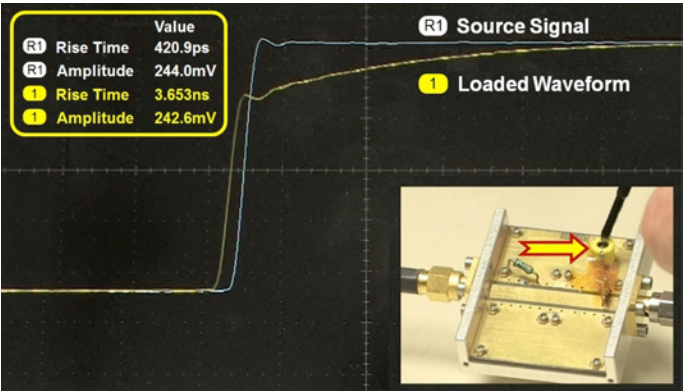 Value
R1 Rise Time 420.9ps
R1 Amplitude 244.0mV
1 Rise Time 3.653ns
1 Amplitude 242.6mV
R1 Source Signal
1 Loaded Waveform